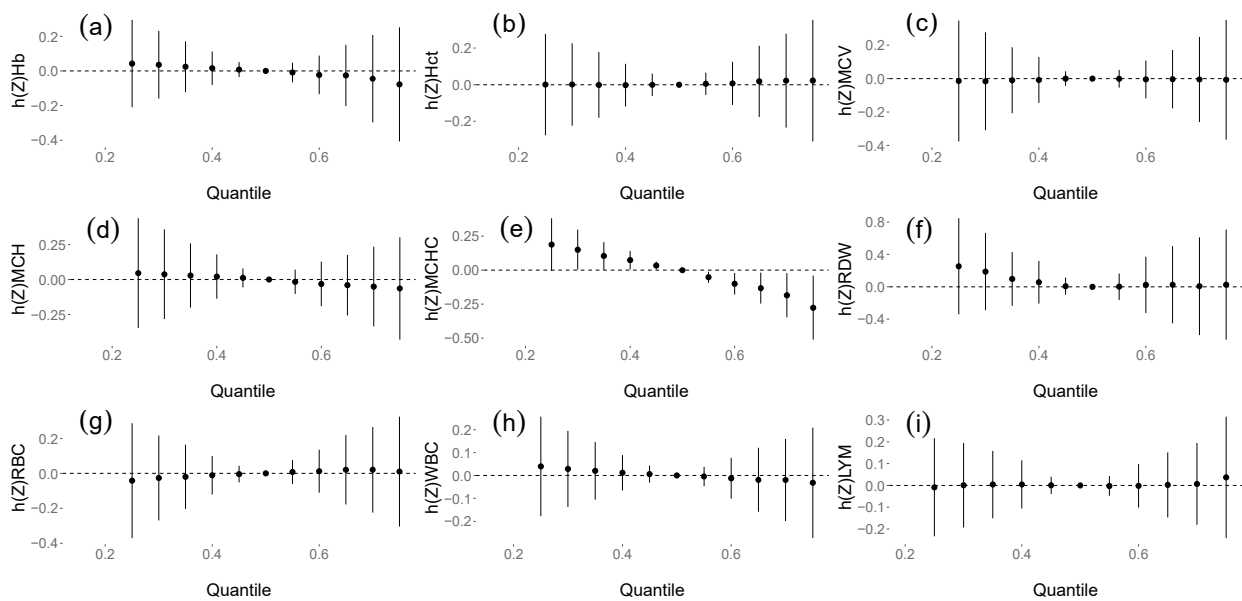 (a)
h(Z)Hb
0.2
0.0
−0.2
−0.4
0.2
0.4
0.6
Quantile
(b)
h(Z)Hct
0.2
0.0
−0.2
0.2
0.4
0.6
Quantile
(c)
h(Z)MCV
0.2
0.0
−0.2
−0.4
0.2
0.4
0.6
Quantile
(d)
h(Z)MCH
0.25
0.00
−0.25
0.2
0.4
0.6
Quantile
(e)
h(Z)MCHC
0.25
0.00
−0.25
−0.50
0.2
0.4
0.6
Quantile
(f)
h(Z)RDW
0.8
0.4
0.0
−0.4
0.2
0.4
0.6
Quantile
(g)
h(Z)RBC
0.2
0.0
−0.2
−0.4
0.2
0.4
0.6
Quantile
(h)
h(Z)WBC
0.2
0.1
0.0
−0.1
−0.2
0.2
0.4
0.6
Quantile
(i)
h(Z)LYM
0.3
0.2
0.1
0.0
−0.1
−0.2
0.2
0.4
0.6
Quantile